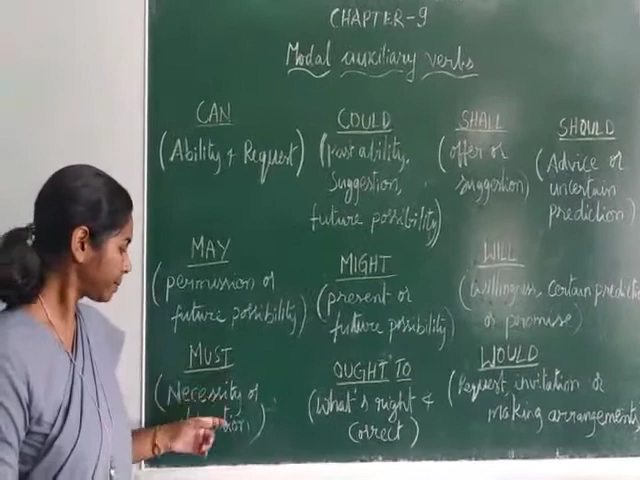 CHAPTER-9
Modal auxiliary verbs
CAN
(Ability & Request)
COULD
(Past ability,
Suggestion,
future possibility)
SHALL
(offer or
suggestion)
SHOULD
(Advice or
uncertain
prediction)
MAY
(permission or
future possibility)
MIGHT
(present or
future possibility)
WILL
(willingness, Certain predicti
or promise)
MUST
(Necessity or
OUGHT TO
(What's right &
Correct)
WOULD
(Request invitation or
making arrangements